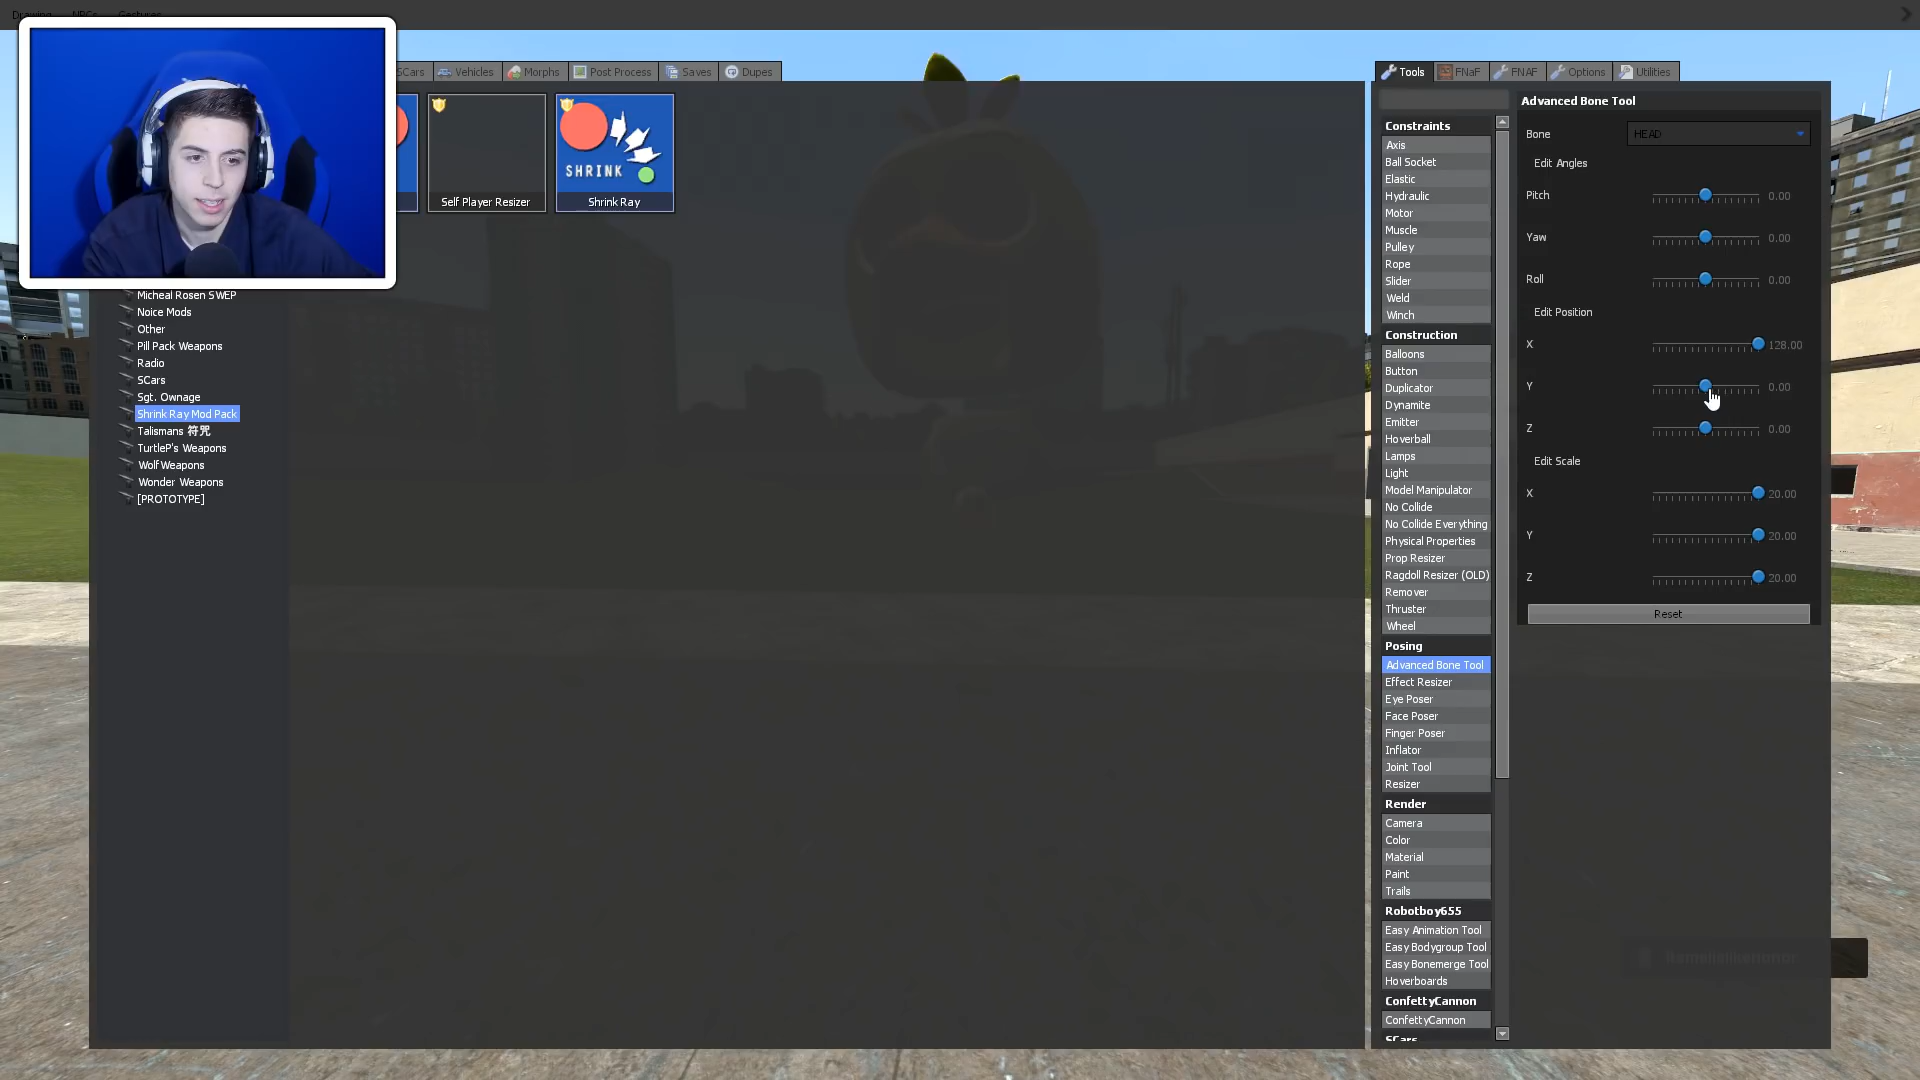 Drawing NPCs Gestures
SCars Vehicles Morphs Post Process Saves Dupes
SHRINK
Self Player Resizer
Shrink Ray
Micheal Rosen SWEP
Noice Mods
Other
Pill Pack Weapons
Radio
SCars
Sgt. Ownage
Shrink Ray Mod Pack
Talismans 符咒
TurtleP's Weapons
Wolf Weapons
Wonder Weapons
[PROTOTYPE]
Tools FNaF FNAF Options Utilities
Constraints
Axis
Ball Socket
Elastic
Hydraulic
Motor
Muscle
Pulley
Rope
Slider
Weld
Winch
Construction
Balloons
Button
Duplicator
Dynamite
Emitter
Hoverball
Lamps
Light
Model Manipulator
No Collide
No Collide Everything
Physical Properties
Prop Resizer
Ragdoll Resizer (OLD)
Remover
Thruster
Wheel
Posing
Advanced Bone Tool
Effect Resizer
Eye Poser
Face Poser
Finger Poser
Inflator
Joint Tool
Resizer
Render
Camera
Color
Material
Paint
Trails
Robotboy655
Easy Animation Tool
Easy Bodygroup Tool
Easy Bonemerge Tool
Hoverboards
ConfettyCannon
ConfettyCannon
SCars
Advanced Bone Tool
Bone HEAD
Edit Angles
Pitch 0.00
Yaw 0.00
Roll 0.00
Edit Position
X 128.00
Y 0.00
Z 0.00
Edit Scale
X 20.00
Y 20.00
Z 20.00
Reset